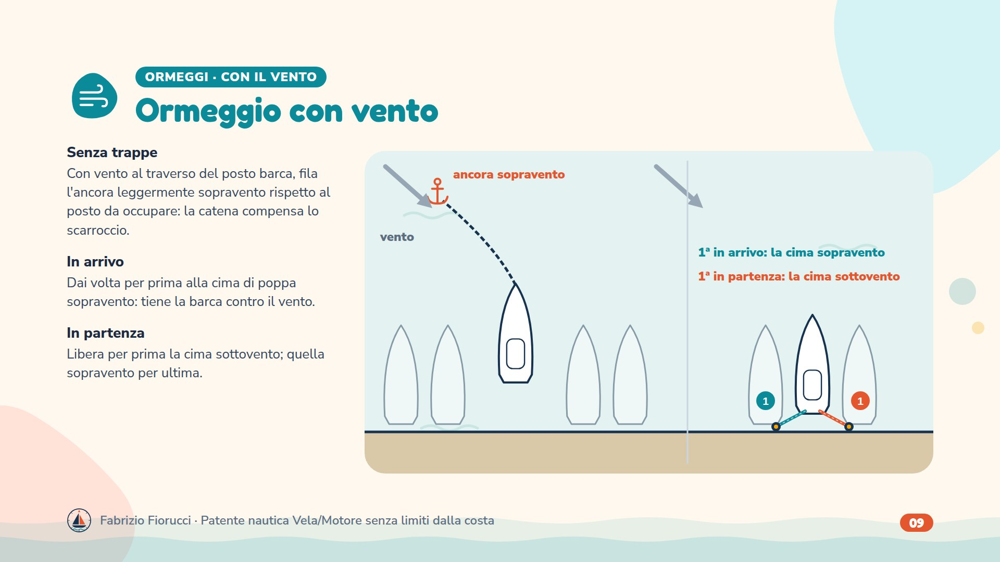 ORMEGGI · CON IL VENTO
Ormeggio con vento
Senza trappe
Con vento al traverso del posto barca, fila
l'ancora leggermente sopravento rispetto al
posto da occupare: la catena compensa lo
scarroccio.
In arrivo
Dai volta per prima alla cima di poppa
sopravento: tiene la barca contro il vento.
In partenza
Libera per prima la cima sottovento; quella
sopravento per ultima.
ancora sopravento
vento
1ª in arrivo: la cima sopravento
1ª in partenza: la cima sottovento
1
1
Fabrizio Fiorucci · Patente nautica Vela/Motore senza limiti dalla costa
09